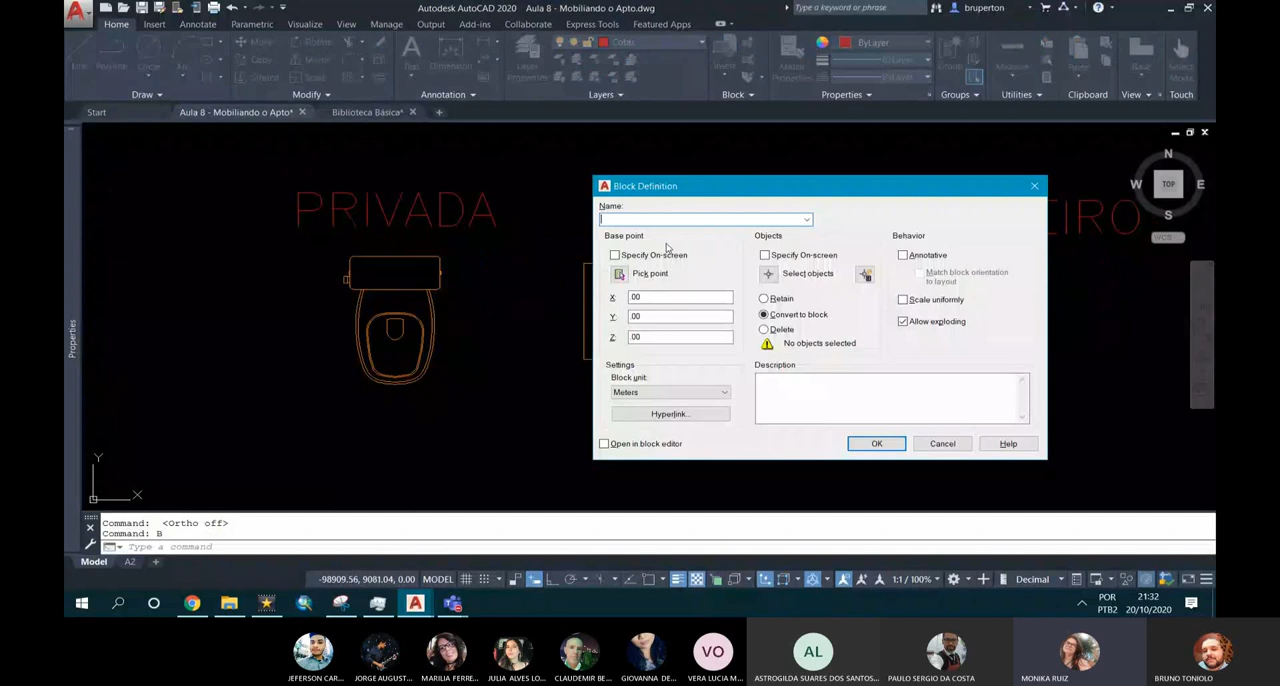 Autodesk AutoCAD 2020 Aula 8 - Mobiliando o Apto.dwg
Type a keyword or phrase
bruperton
Home Insert Annotate Parametric Visualize View Manage Output Add-ins Collaborate Express Tools Featured Apps
Cotas
ByLayer
Draw Modify Annotation Layers Block Properties Groups Utilities Clipboard View Touch
Start Aula 8 - Mobiliando o Apto* Biblioteca Básica*
Properties
PRIVADA
EIRO
N
W TOP E
S
WCS
Block Definition
Name:
Base point
Specify On-screen
Pick point
X: .00
Y: .00
Z: .00
Objects
Specify On-screen
Select objects
Retain
Convert to block
Delete
No objects selected
Behavior
Annotative
Match block orientation
to layout
Scale uniformly
Allow exploding
Settings
Block unit:
Meters
Hyperlink...
Description
Open in block editor
OK Cancel Help
Y
X
Command: <Ortho off>
Command: B
Type a command
Model A2 +
-98909.56, 9081.04, 0.00 MODEL 1:1 / 100% Decimal
POR
PTB2
21:32
20/10/2020
VO
AL
JEFERSON CAR...
JORGE AUGUST...
MARILIA FERRE...
JULIA ALVES LO...
CLAUDEMIR BE...
GIOVANNA DE...
VERA LUCIA M...
ASTROGILDA SUARES DOS SANTOS...
PAULO SERGIO DA COSTA
MONIKA RUIZ
BRUNO TONIOLO